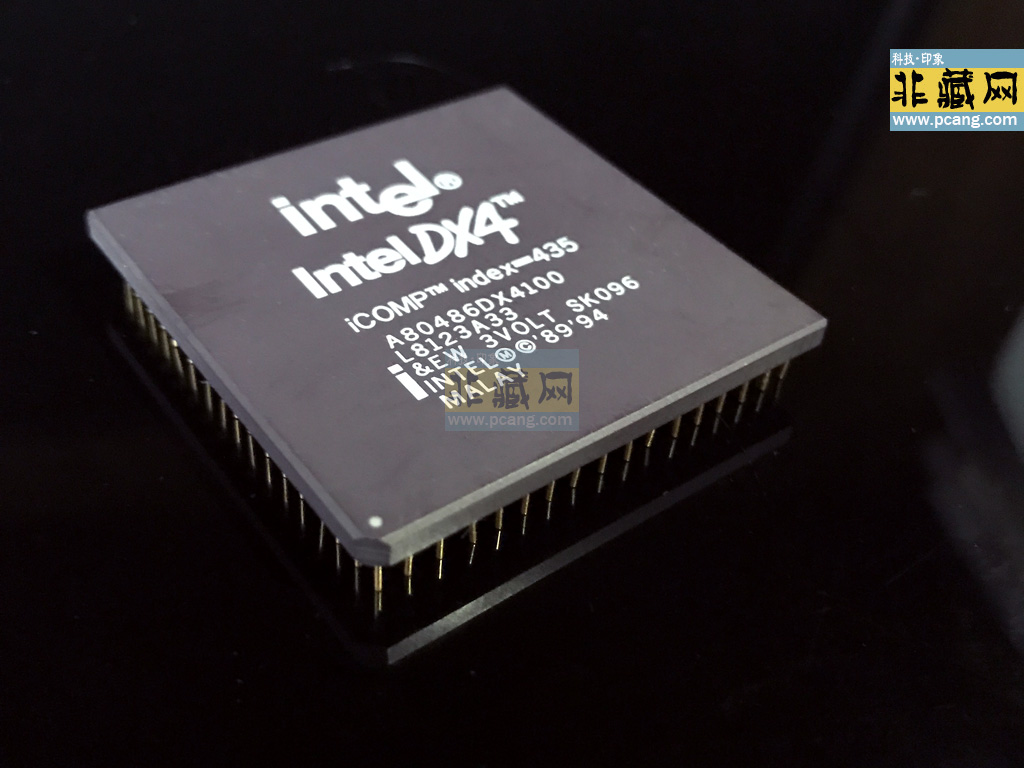 科技·印象
非藏网
www.pcang.com
intel®
Intel DX4™
iCOMP™ index=435
A80486DX4100
L8123A33
&EW 3VOLT SK096
i INTEL Ⓜ © '89 '94
MALAY
非藏网
www.pcang.com